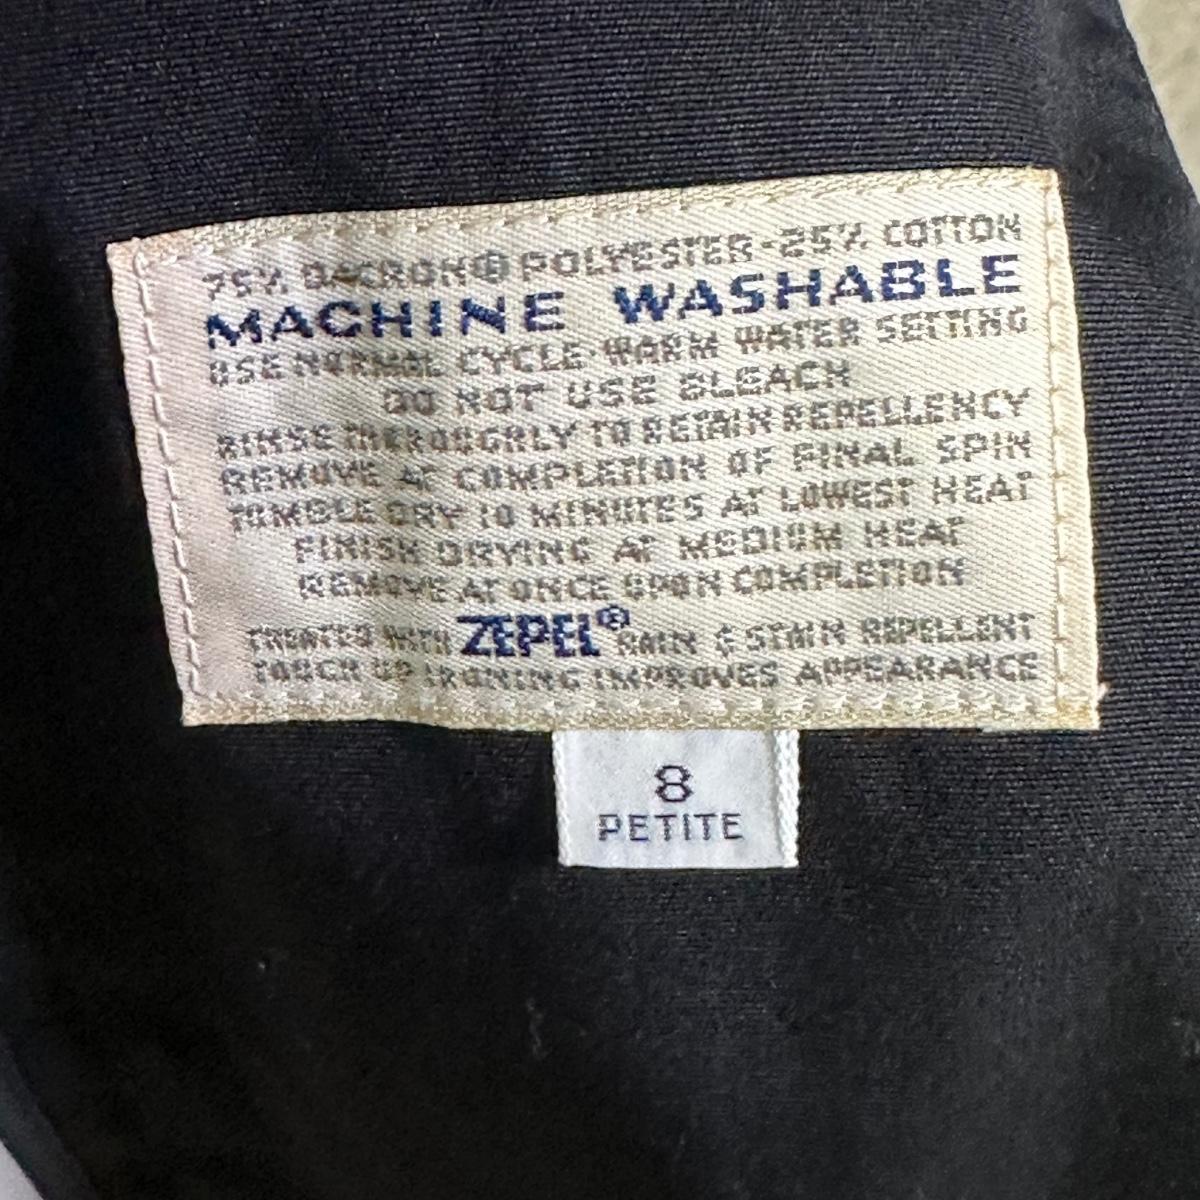 75% DACRON® POLYESTER-25% COTTON
MACHINE WASHABLE
USE NORMAL CYCLE-WARM WATER SETTING
DO NOT USE BLEACH
RINSE THOROUGHLY TO RETAIN REPELLENCY
REMOVE AT COMPLETION OF FINAL SPIN
TUMBLE DRY 10 MINUTES AT LOWEST HEAT
FINISH DRYING AT MEDIUM HEAT
REMOVE AT ONCE UPON COMPLETION
TREATED WITH ZEPEL® RAIN & STAIN REPELLENT
TOUCH UP IRONING IMPROVES APPEARANCE
8
PETITE